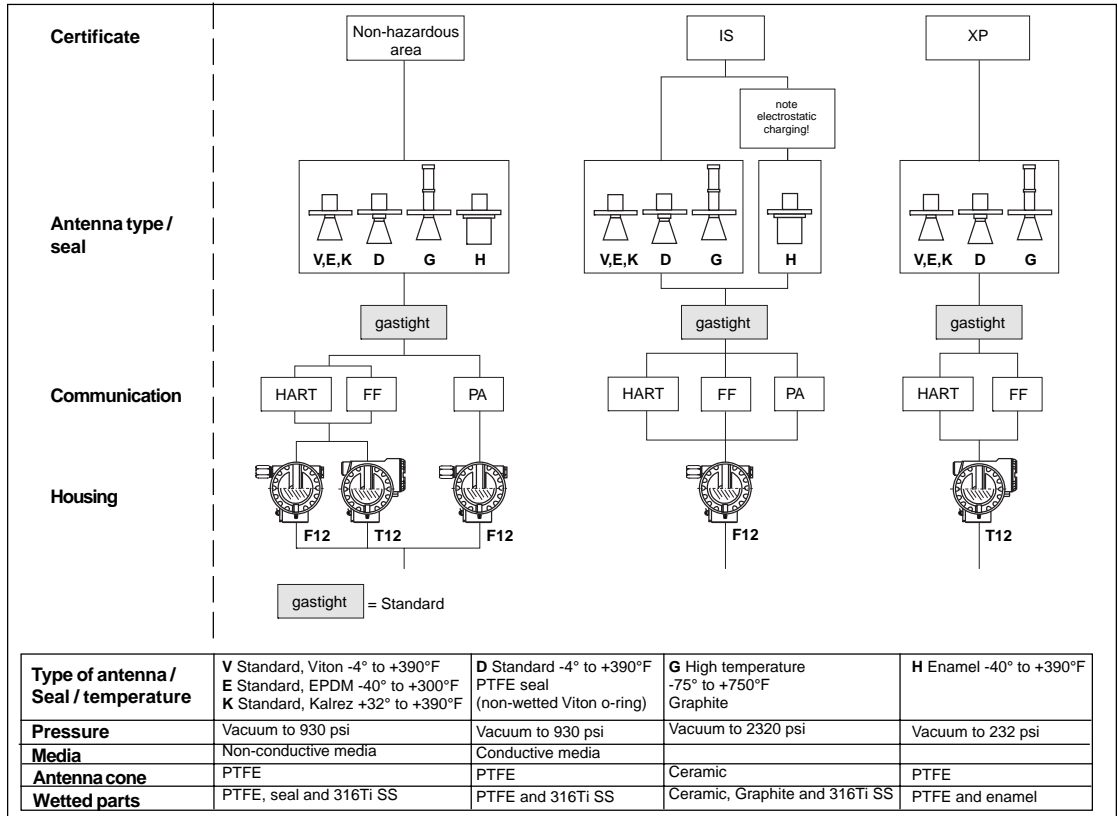 Certificate
Non-hazardous
area
IS
XP
note
electrostatic
charging!
Antenna type /
seal
V,E,K D G H
V,E,K D G H
V,E,K D G
gastight
gastight
gastight
Communication
HART FF PA
HART FF PA
HART FF
Housing
F12 T12 F12
F12
T12
gastight = Standard
Type of antenna /
Seal / temperature
V Standard, Viton -4° to +390°F
E Standard, EPDM -40° to +300°F
K Standard, Kalrez +32° to +390°F
D Standard -4° to +390°F
PTFE seal
(non-wetted Viton o-ring)
G High temperature
-75° to +750°F
Graphite
H Enamel -40° to +390°F
Pressure
Vacuum to 930 psi
Vacuum to 930 psi
Vacuum to 2320 psi
Vacuum to 232 psi
Media
Non-conductive media
Conductive media
Antenna cone
PTFE
PTFE
Ceramic
PTFE
Wetted parts
PTFE, seal and 316Ti SS
PTFE and 316Ti SS
Ceramic, Graphite and 316Ti SS
PTFE and enamel